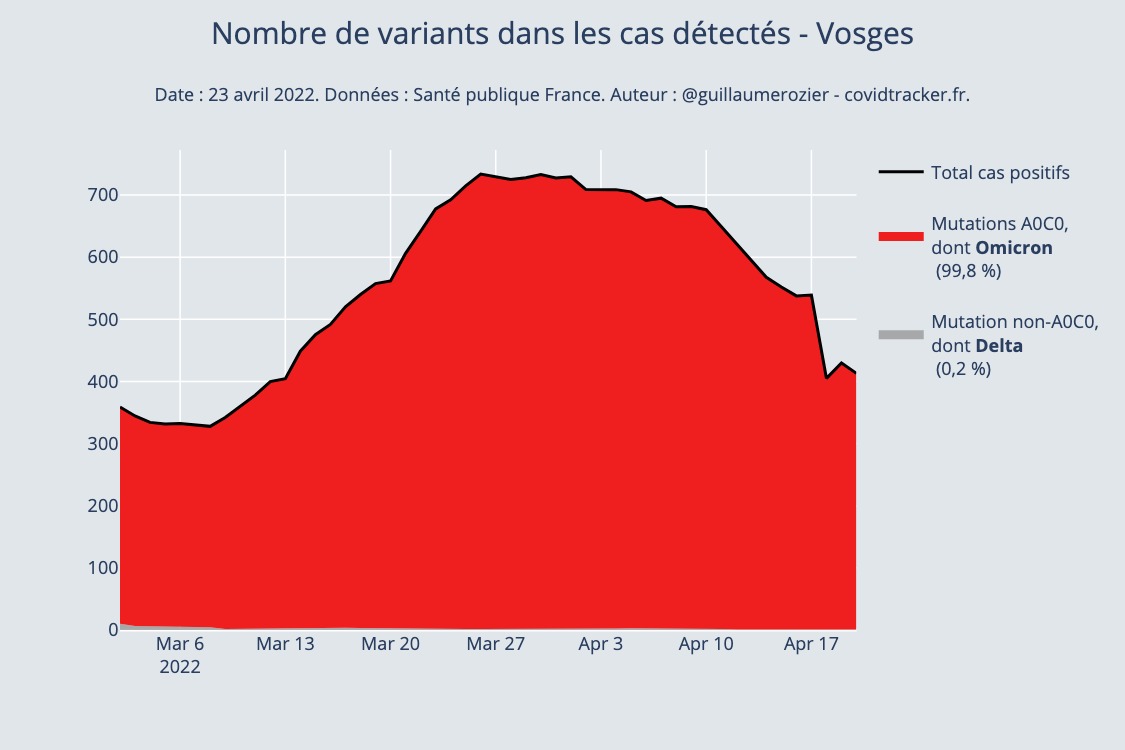 Nombre de variants dans les cas détectés - Vosges
Date : 23 avril 2022. Données : Santé publique France. Auteur : @guillaumerozier - covidtracker.fr.
Total cas positifs
Mutations A0C0,
dont Omicron
(99,8 %)
Mutation non-A0C0,
dont Delta
(0,2 %)
700
600
500
400
300
200
100
0
Mar 6
2022
Mar 13
Mar 20
Mar 27
Apr 3
Apr 10
Apr 17